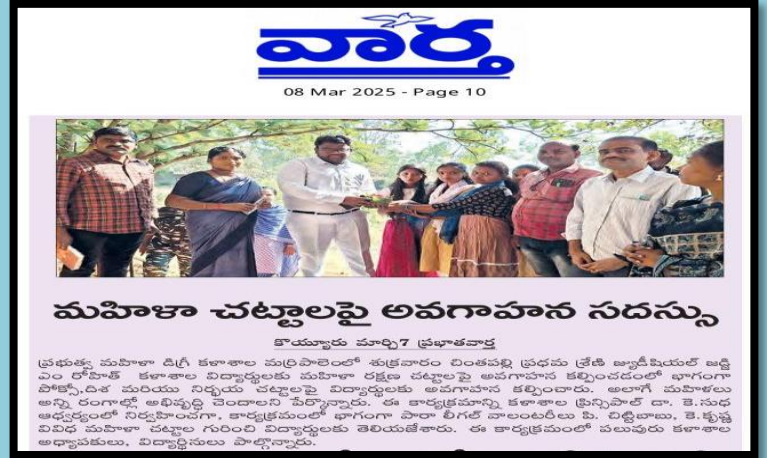 వార్త
08 Mar 2025 - Page 10
మహిళా చట్టాలపై అవగాహన సదస్సు
కొయ్యూరు మార్చి7 ప్రభాతవార్త
ప్రభుత్వ మహిళా డిగ్రీ కళాశాల మర్రిపాలెంలో శుక్రవారం చింతపల్లి ప్రథమ శ్రేణి జ్యుడీషియల్ జడ్జి
ఎం రోహిత్ కళాశాల విద్యార్థులకు మహిళా రక్షణ చట్టాలపై అవగాహన కల్పించడంలో భాగంగా
పోక్సో,దిశ మరియు నిర్భయ చట్టాలపై విద్యార్థులకు అవగాహన కల్పించారు. అలాగే మహిళలు
అన్ని రంగాల్లో అభివృద్ధి చెందాలని పేర్కొన్నారు. ఈ కార్యక్రమాన్ని కళాశాల ప్రిన్సిపాల్ డా. కె.సుధ
ఆధ్వర్యంలో నిర్వహించగా, కార్యక్రమంలో భాగంగా పారా లీగల్ వాలంటరీలు పి. చిట్టిబాబు, కె.కృష్ణ
వివిధ మహిళా చట్టాల గురించి విద్యార్థులకు తెలియజేశారు. ఈ కార్యక్రమంలో పలువురు కళాశాల
అధ్యాపకులు, విద్యార్థినులు పాల్గొన్నారు.